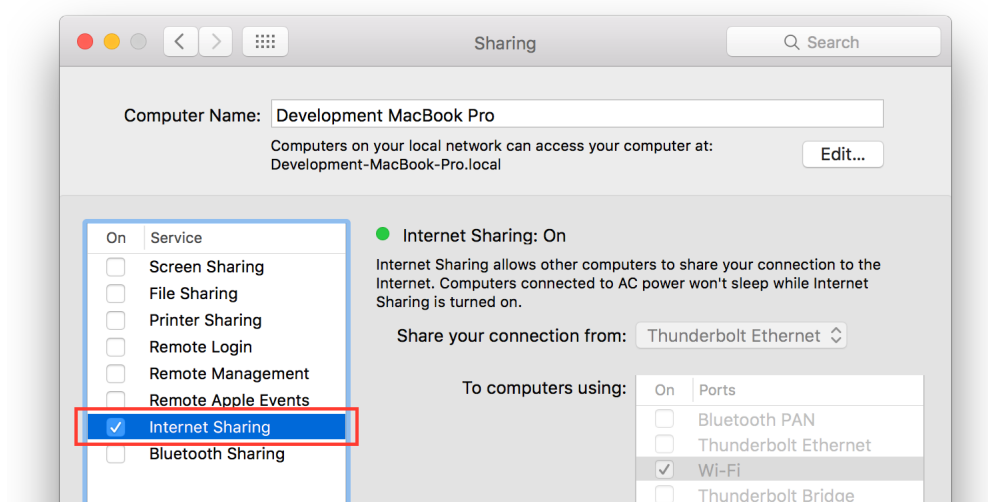 Sharing
Search
Computer Name:
Development MacBook Pro
Computers on your local network can access your computer at:
Development-MacBook-Pro.local
Edit...
On
Service
Screen Sharing
File Sharing
Printer Sharing
Remote Login
Remote Management
Remote Apple Events
Internet Sharing
Bluetooth Sharing
Internet Sharing: On
Internet Sharing allows other computers to share your connection to the
Internet. Computers connected to AC power won't sleep while Internet
Sharing is turned on.
Share your connection from:
Thunderbolt Ethernet
To computers using:
On
Ports
Bluetooth PAN
Thunderbolt Ethernet
Wi-Fi
Thunderbolt Bridge